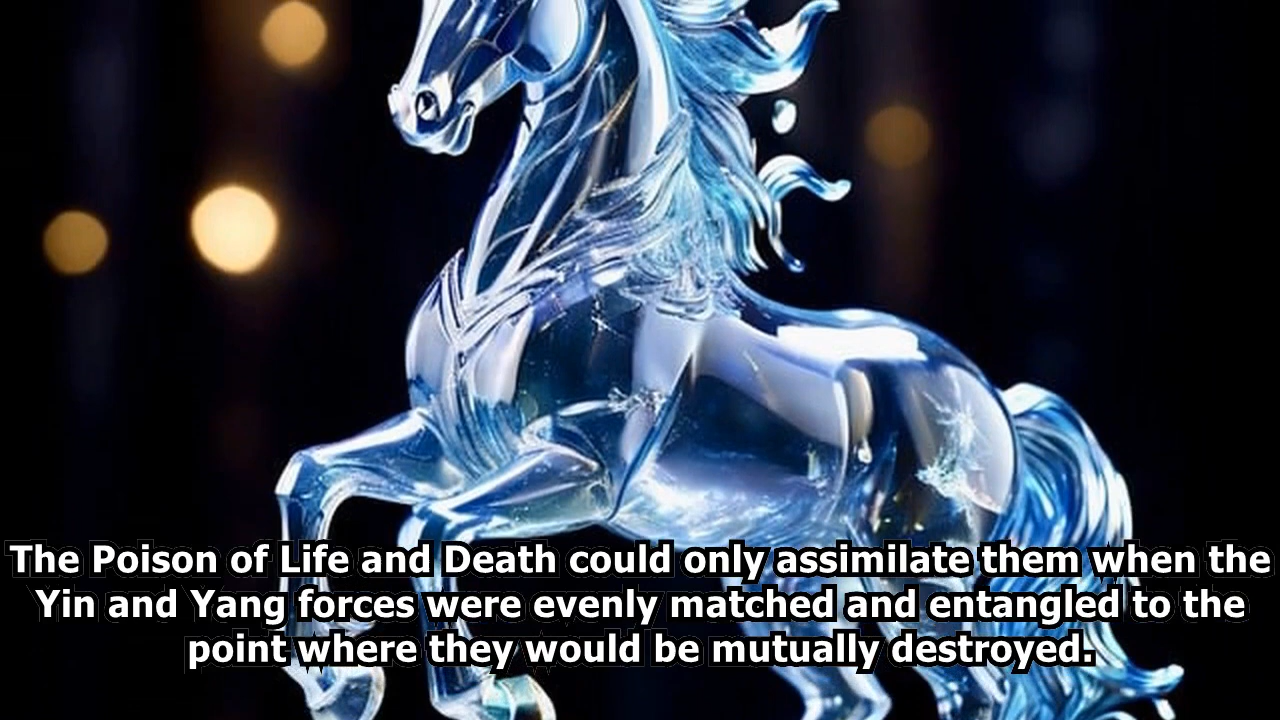 The Poison of Life and Death could only assimilate them when the
Yin and Yang forces were evenly matched and entangled to the
point where they would be mutually destroyed.